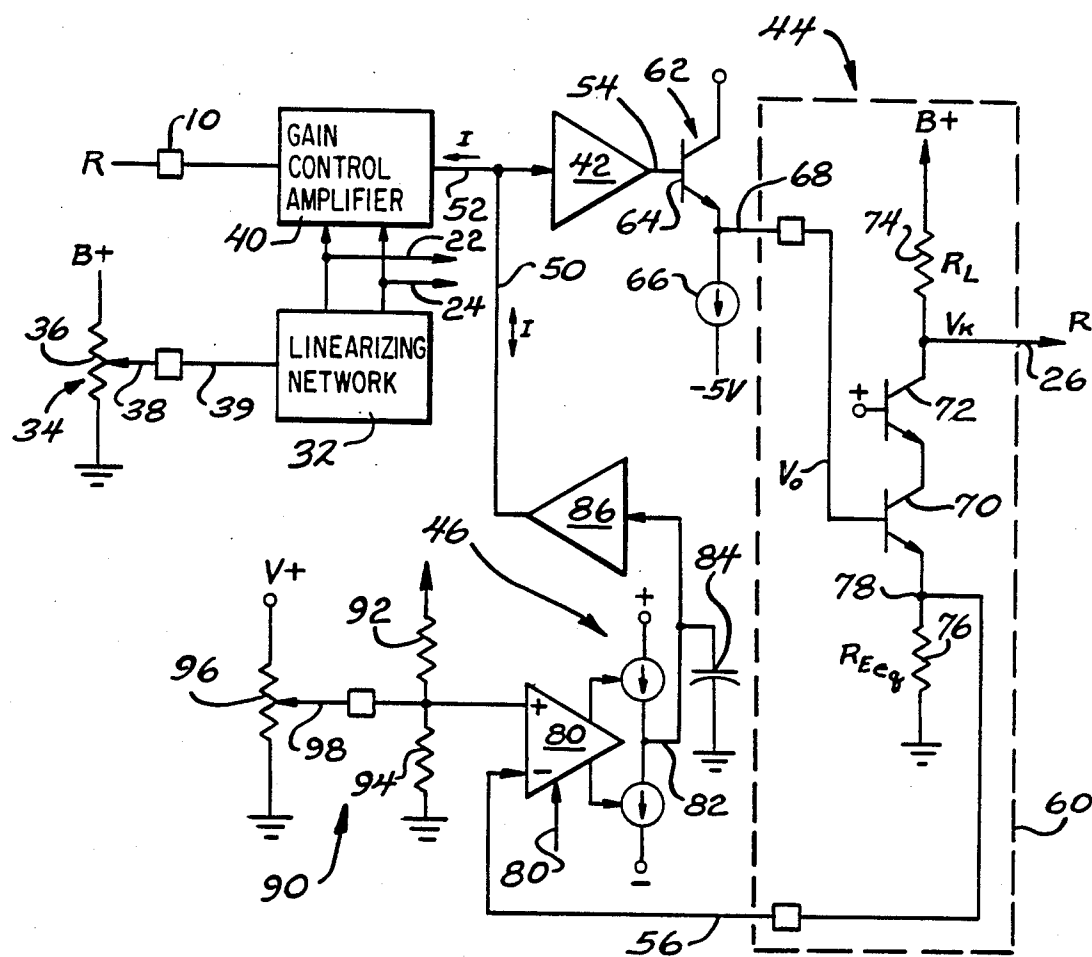 44
62
54
10
R
GAIN
CONTROL
AMPLIFIER
I
52
42
B+
68
64
74
RL
40
22
24
50
66
B+
36
I
VK
R
26
LINEARIZING
NETWORK
38
39
34
32
-5V
+
72
Vo
70
86
46
84
V+
92
+
78
76
REeq
96
98
+
80
-
94
82
60
80
-
90
56